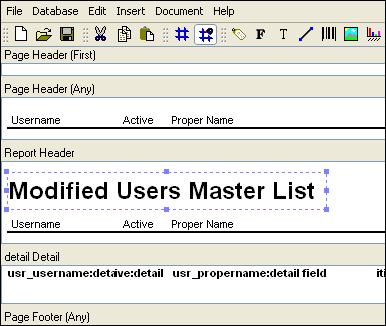 File Database Edit Insert Document Help
F T
Page Header (First)
Page Header (Any)
Username Active Proper Name
Report Header
Modified Users Master List
Username Active Proper Name
detail Detail
usr_username:detaive:detail usr_propername:detail field iti
Page Footer (Any)